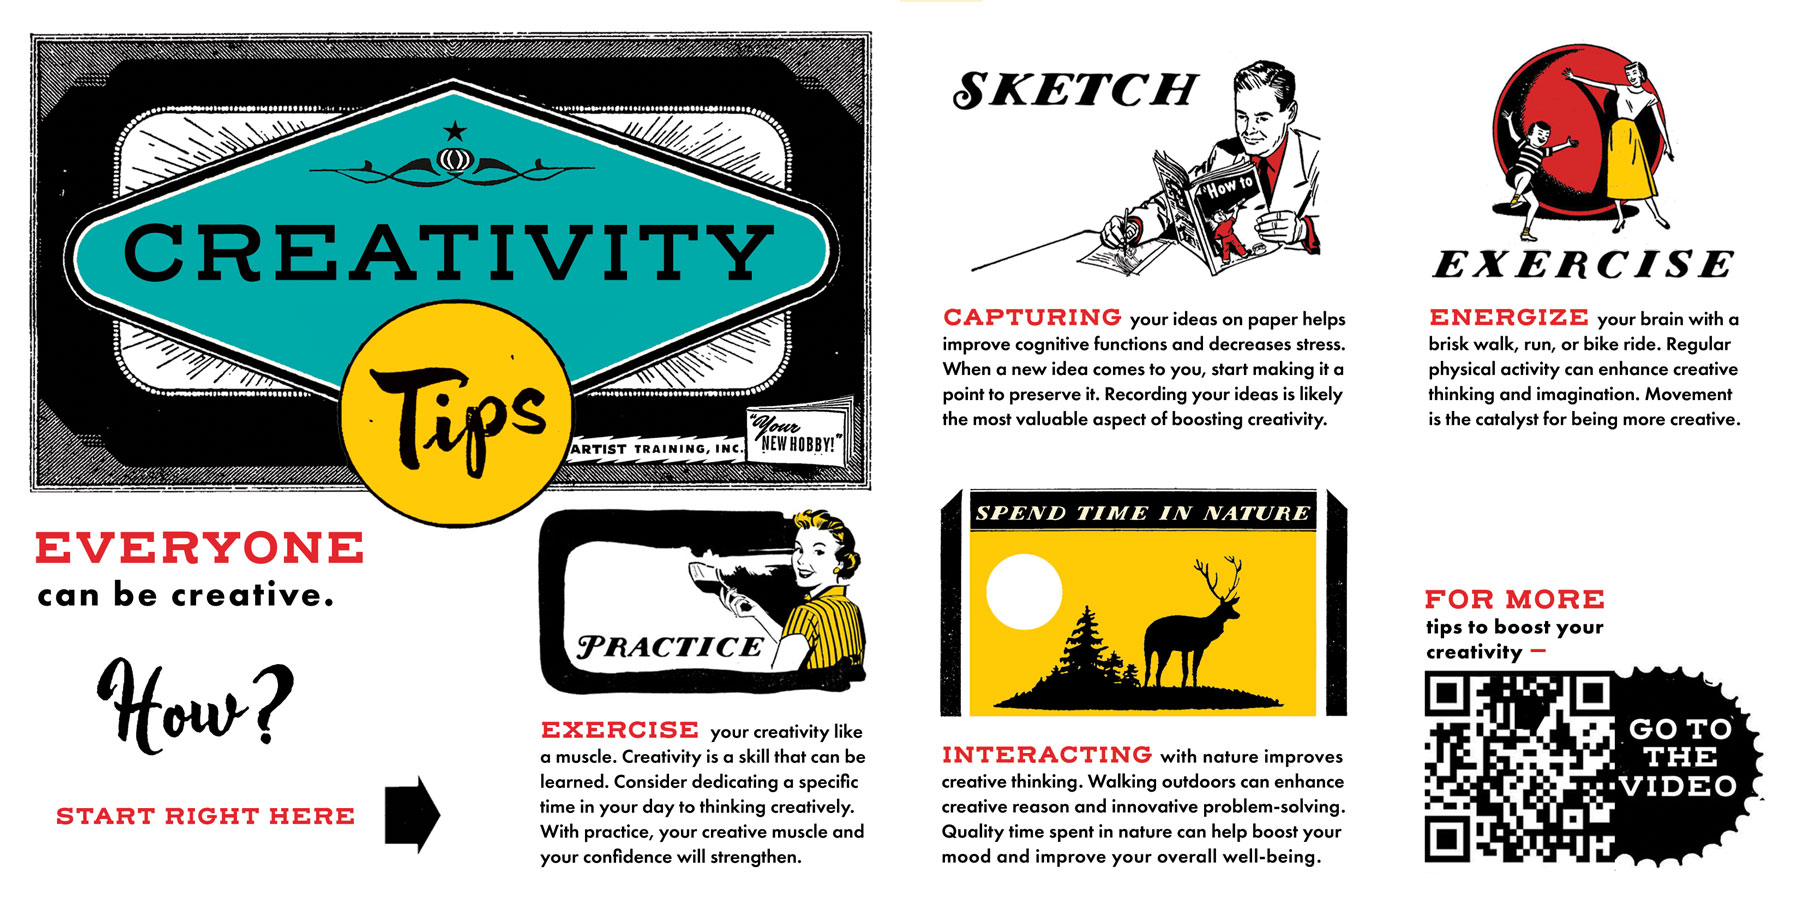 CREATIVITY
Tips
ARTIST TRAINING, INC.
"Your
NEW HOBBY!"
EVERYONE
can be creative.
How?
START RIGHT HERE
PRACTICE
EXERCISE your creativity like
a muscle. Creativity is a skill that can be
learned. Consider dedicating a specific
time in your day to thinking creatively.
With practice, your creative muscle and
your confidence will strengthen.
SKETCH
"How to
CAPTURING your ideas on paper helps
improve cognitive functions and decreases stress.
When a new idea comes to you, start making it a
point to preserve it. Recording your ideas is likely
the most valuable aspect of boosting creativity.
SPEND TIME IN NATURE
INTERACTING with nature improves
creative thinking. Walking outdoors can enhance
creative reason and innovative problem-solving.
Quality time spent in nature can help boost your
mood and improve your overall well-being.
EXERCISE
ENERGIZE your brain with a
brisk walk, run, or bike ride. Regular
physical activity can enhance creative
thinking and imagination. Movement
is the catalyst for being more creative.
FOR MORE
tips to boost your
creativity –
GO TO
THE
VIDEO